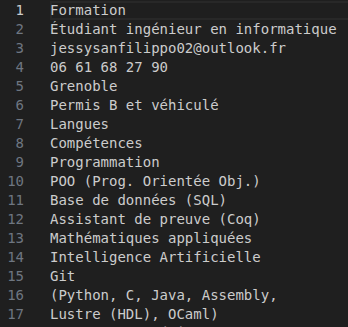 1 Formation
2 Étudiant ingénieur en informatique
3 jessysanfilippo02@outlook.fr
4 06 61 68 27 90
5 Grenoble
6 Permis B et véhiculé
7 Langues
8 Compétences
9 Programmation
10 POO (Prog. Orientée Obj.)
11 Base de données (SQL)
12 Assistant de preuve (Coq)
13 Mathématiques appliquées
14 Intelligence Artificielle
15 Git
16 (Python, C, Java, Assembly,
17 Lustre (HDL), OCaml)